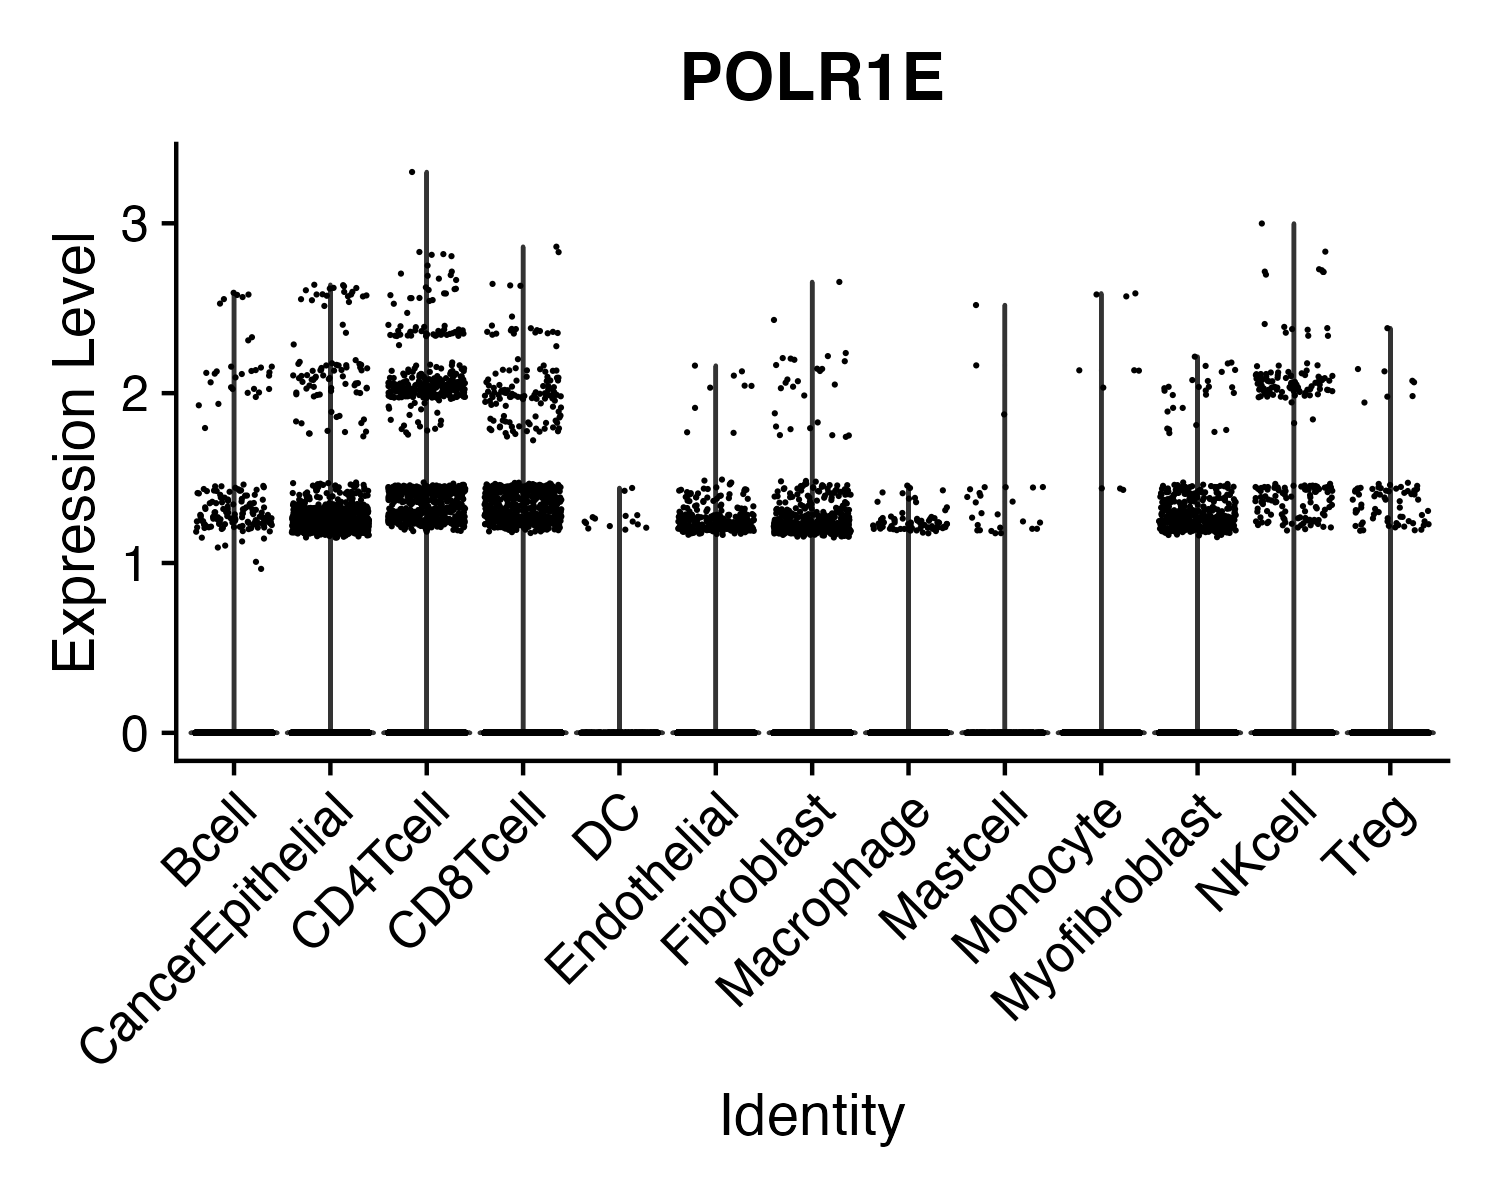 POLR1E
Expression Level
3
2
1
0
Bcell
CancerEpithelial
CD4Tcell
CD8Tcell
DC
Endothelial
Fibroblast
Macrophage
Mastcell
Monocyte
Myofibroblast
NKcell
Treg
Identity